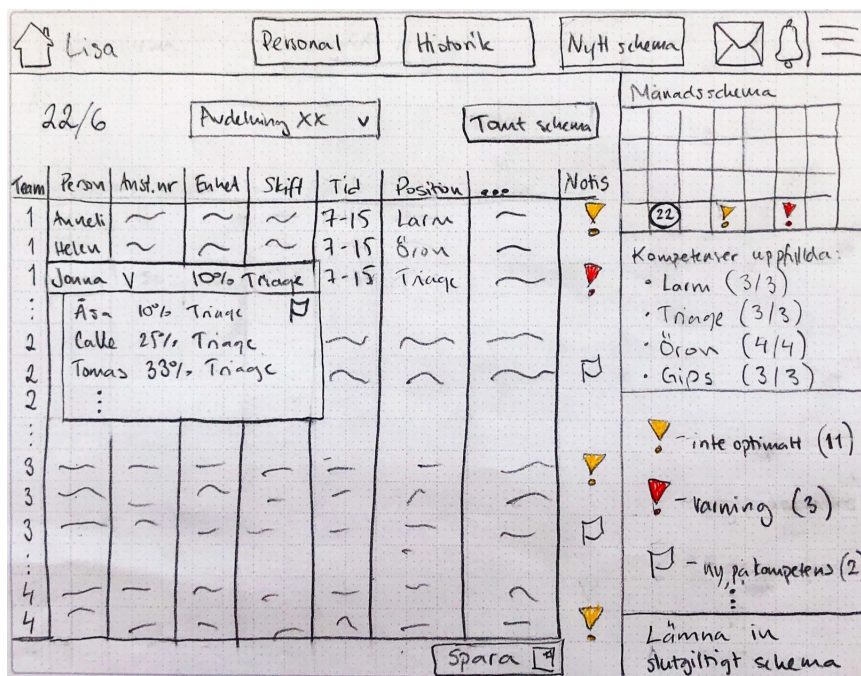 Lisa Personal Historik Nytt schema
22/6 Avdelning XX v Tomt schema
Team Person Anst.nr Enhet Skift Tid Position ... Notis
1 Anneli 7-15 Larm
1 Helen 7-15 Öron
1 Jonna V 10% Triage 7-15 Triage
Åsa 10% Triage
2 Calle 25% Triage
2 Tomas 33% Triage
2
3
3
3
4
4
Spara
Månadsschema
22
Kompetenser uppfyllda:
• Larm (3/3)
• Triage (3/3)
• Öron (4/4)
• Gips (3/3)
- inte optimalt (11)
- varning (3)
- ny på kompetens (2)
Lämna in
slutgiltigt schema